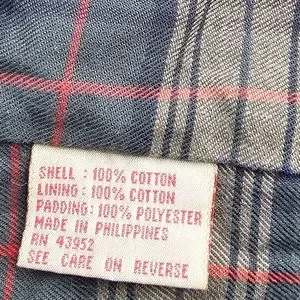 SHELL : 100% COTTON
LINING : 100% COTTON
PADDING: 100% POLYESTER
MADE IN PHILIPPINES
RN 43952
SEE CARE ON REVERSE